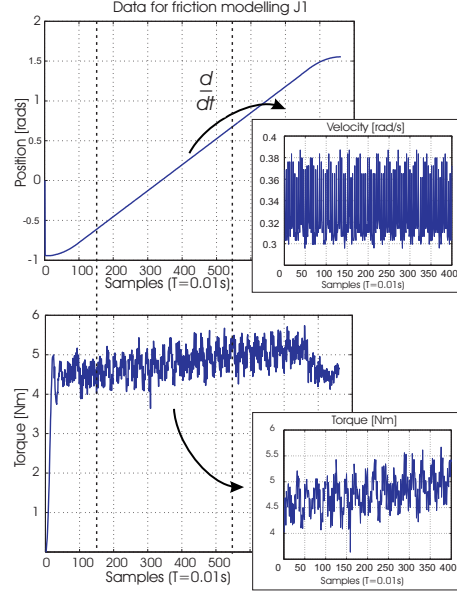 Data for friction modelling J1
2
1.5
1
0.5
0
-0.5
-1
Position [rads]
d
dt
100 200 300 400 500
Samples (T=0.01s)
Velocity [rad/s]
0.4
0.38
0.36
0.34
0.32
0.3
0 50 100 150 200 250 300 350 400
Samples (T=0.01s)
6
5
4
3
2
1
Torque [Nm]
0 100 200 300 400 500
Samples (T=0.01s)
Torque [Nm]
6
5.5
5
4.5
4
0 50 100 150 200 250 300 350 400
Samples (T=0.01s)